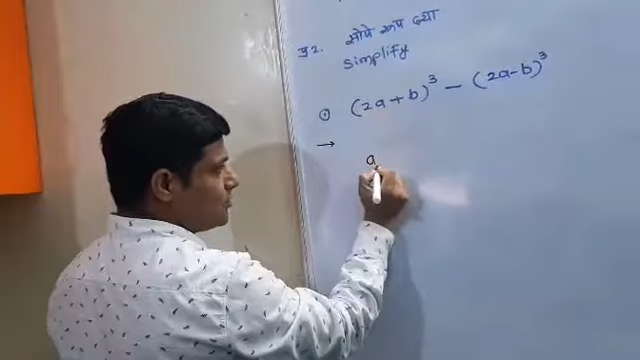 प्र2. सोपे रूप द्या
Simplify
① (2a+b)³ - (2a-b)³
→ a